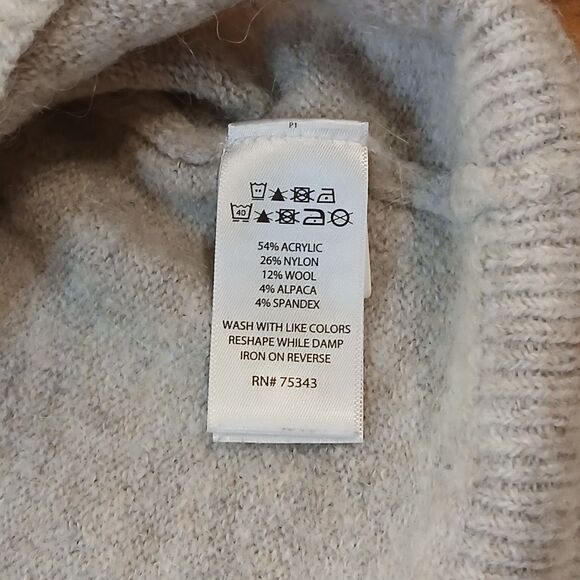 P1
40
54% ACRYLIC
26% NYLON
12% WOOL
4% ALPACA
4% SPANDEX
WASH WITH LIKE COLORS
RESHAPE WHILE DAMP
IRON ON REVERSE
RN# 75343